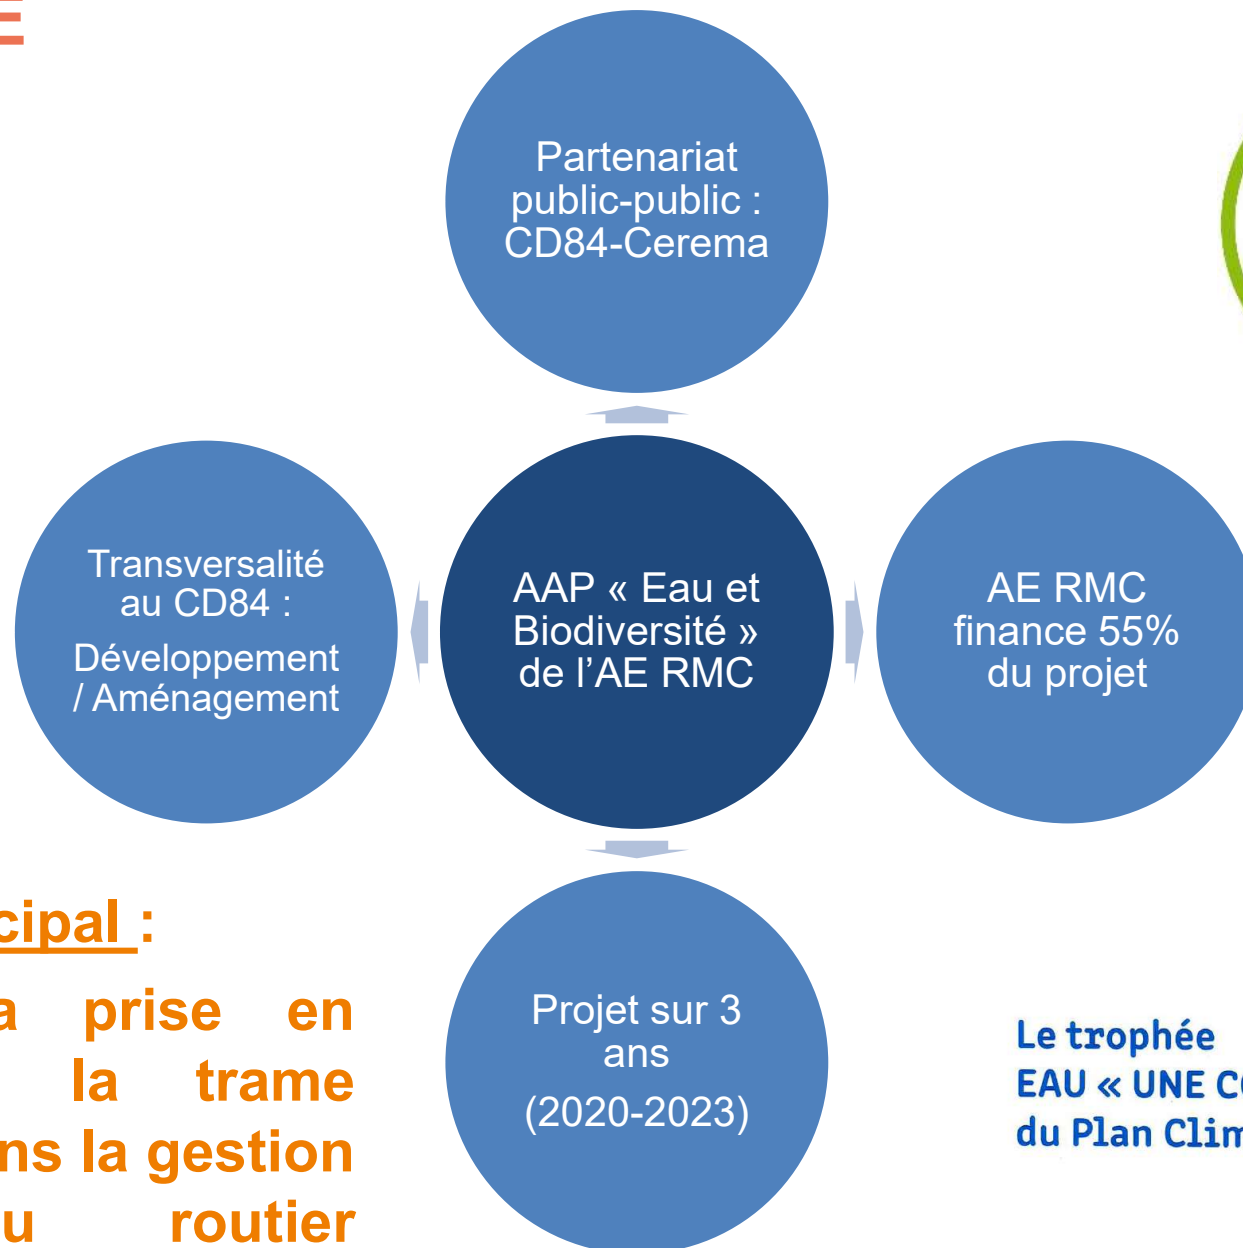 Partenariat
public-public :
CD84-Cerema
Transversalité
au CD84 :
Développement
/ Aménagement
AAP « Eau et
Biodiversité »
de l’AE RMC
AE RMC
finance 55%
du projet
Projet sur 3
ans
(2020-2023)
cipal :
a prise en
la trame
ns la gestion
u routier
Le trophée
EAU « UNE CO
du Plan Clim